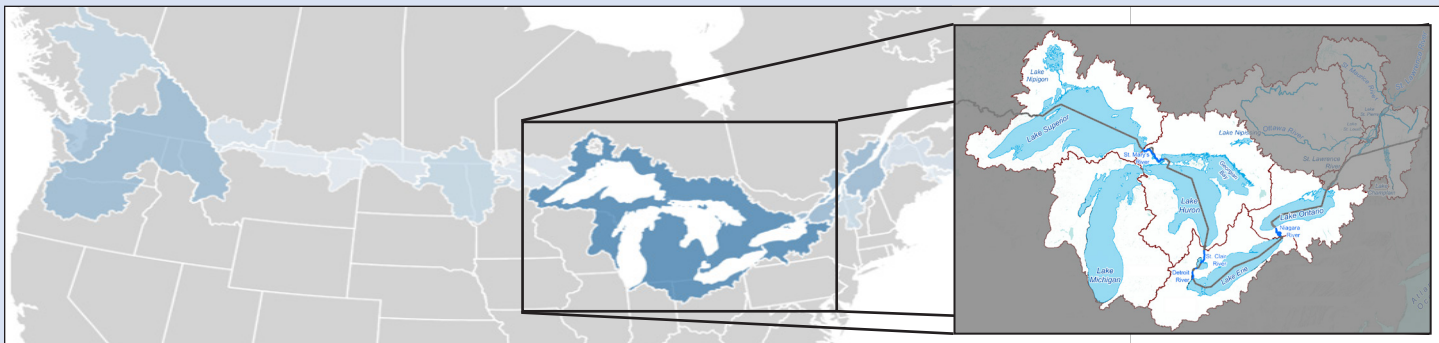 Lake
Nipigon
Lake Superior
St. Mary's
River
Lake Nipissing
Ottawa River
Georgian
Bay
Lake
Huron
Lake
Michigan
St. Clair
River
Detroit
River
Lake Erie
Niagara
River
Lake Ontario
St. Lawrence
River